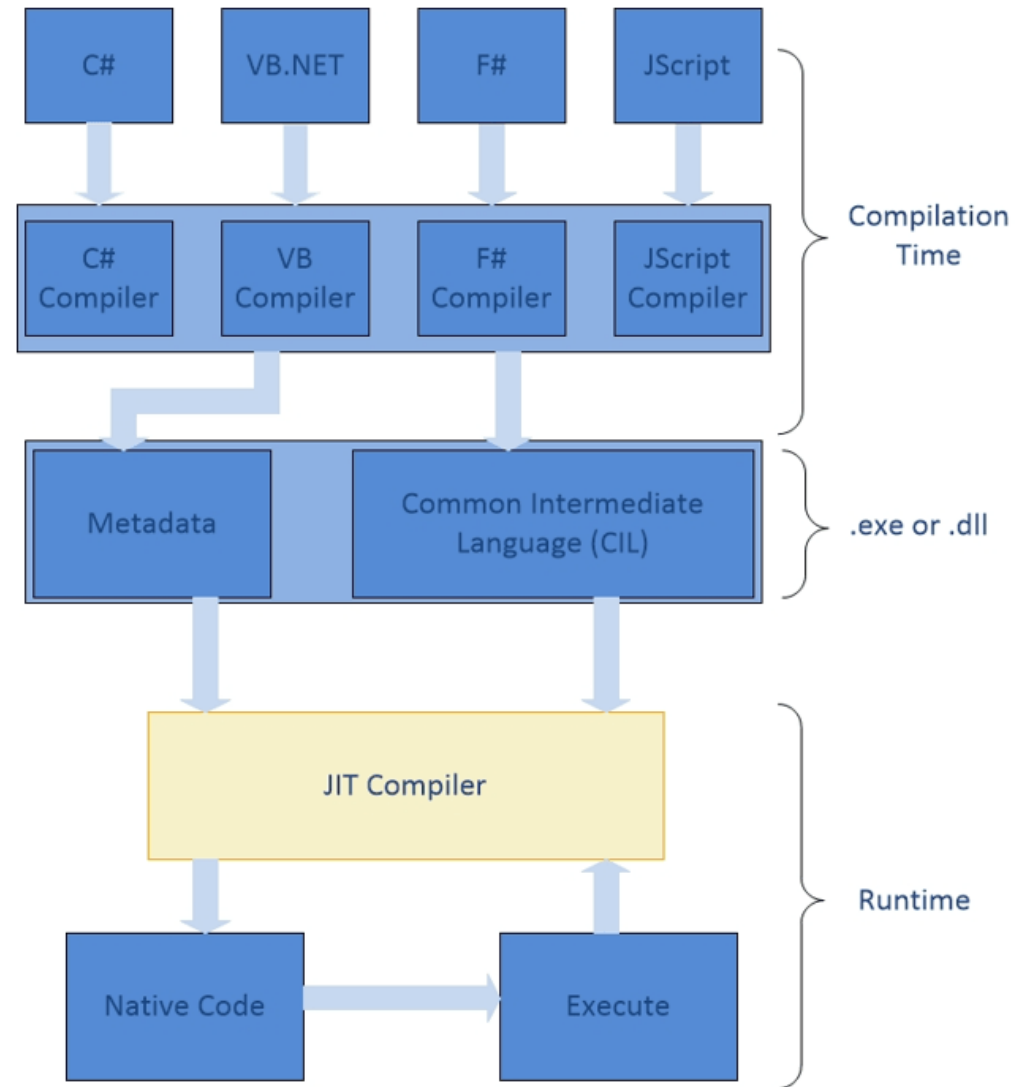 C#
VB.NET
F#
JScript
C#
Compiler
VB
Compiler
F#
Compiler
JScript
Compiler
Compilation
Time
Metadata
Common Intermediate
Language (CIL)
.exe or .dll
JIT Compiler
Runtime
Native Code
Execute